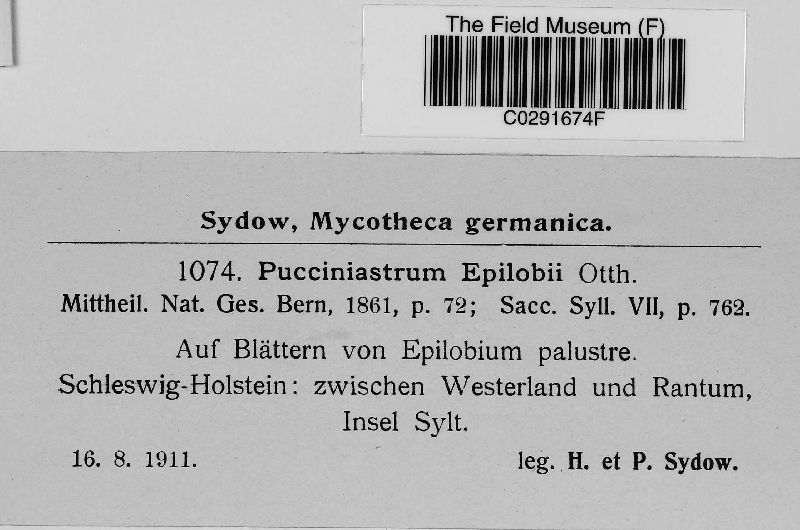 The Field Museum (F)
C0291674F
Sydow, Mycotheca germanica.
1074. Pucciniastrum Epilobii Otth.
Mittheil. Nat. Ges. Bern, 1861, p. 72; Sacc. Syll. VII, p. 762.
Auf Blättern von Epilobium palustre.
Schleswig-Holstein: zwischen Westerland und Rantum,
Insel Sylt.
16. 8. 1911. leg. H. et P. Sydow.